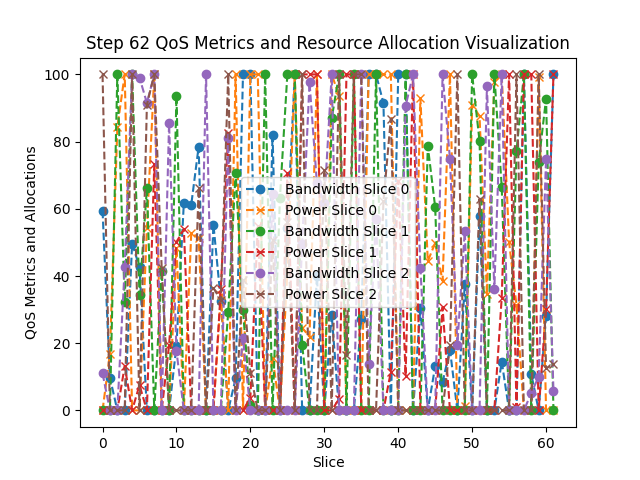 Step 62 QoS Metrics and Resource Allocation Visualization
100
80
60
40
20
0
QoS Metrics and Allocations
Bandwidth Slice 0
Power Slice 0
Bandwidth Slice 1
Power Slice 1
Bandwidth Slice 2
Power Slice 2
0 10 20 30 40 50 60
Slice